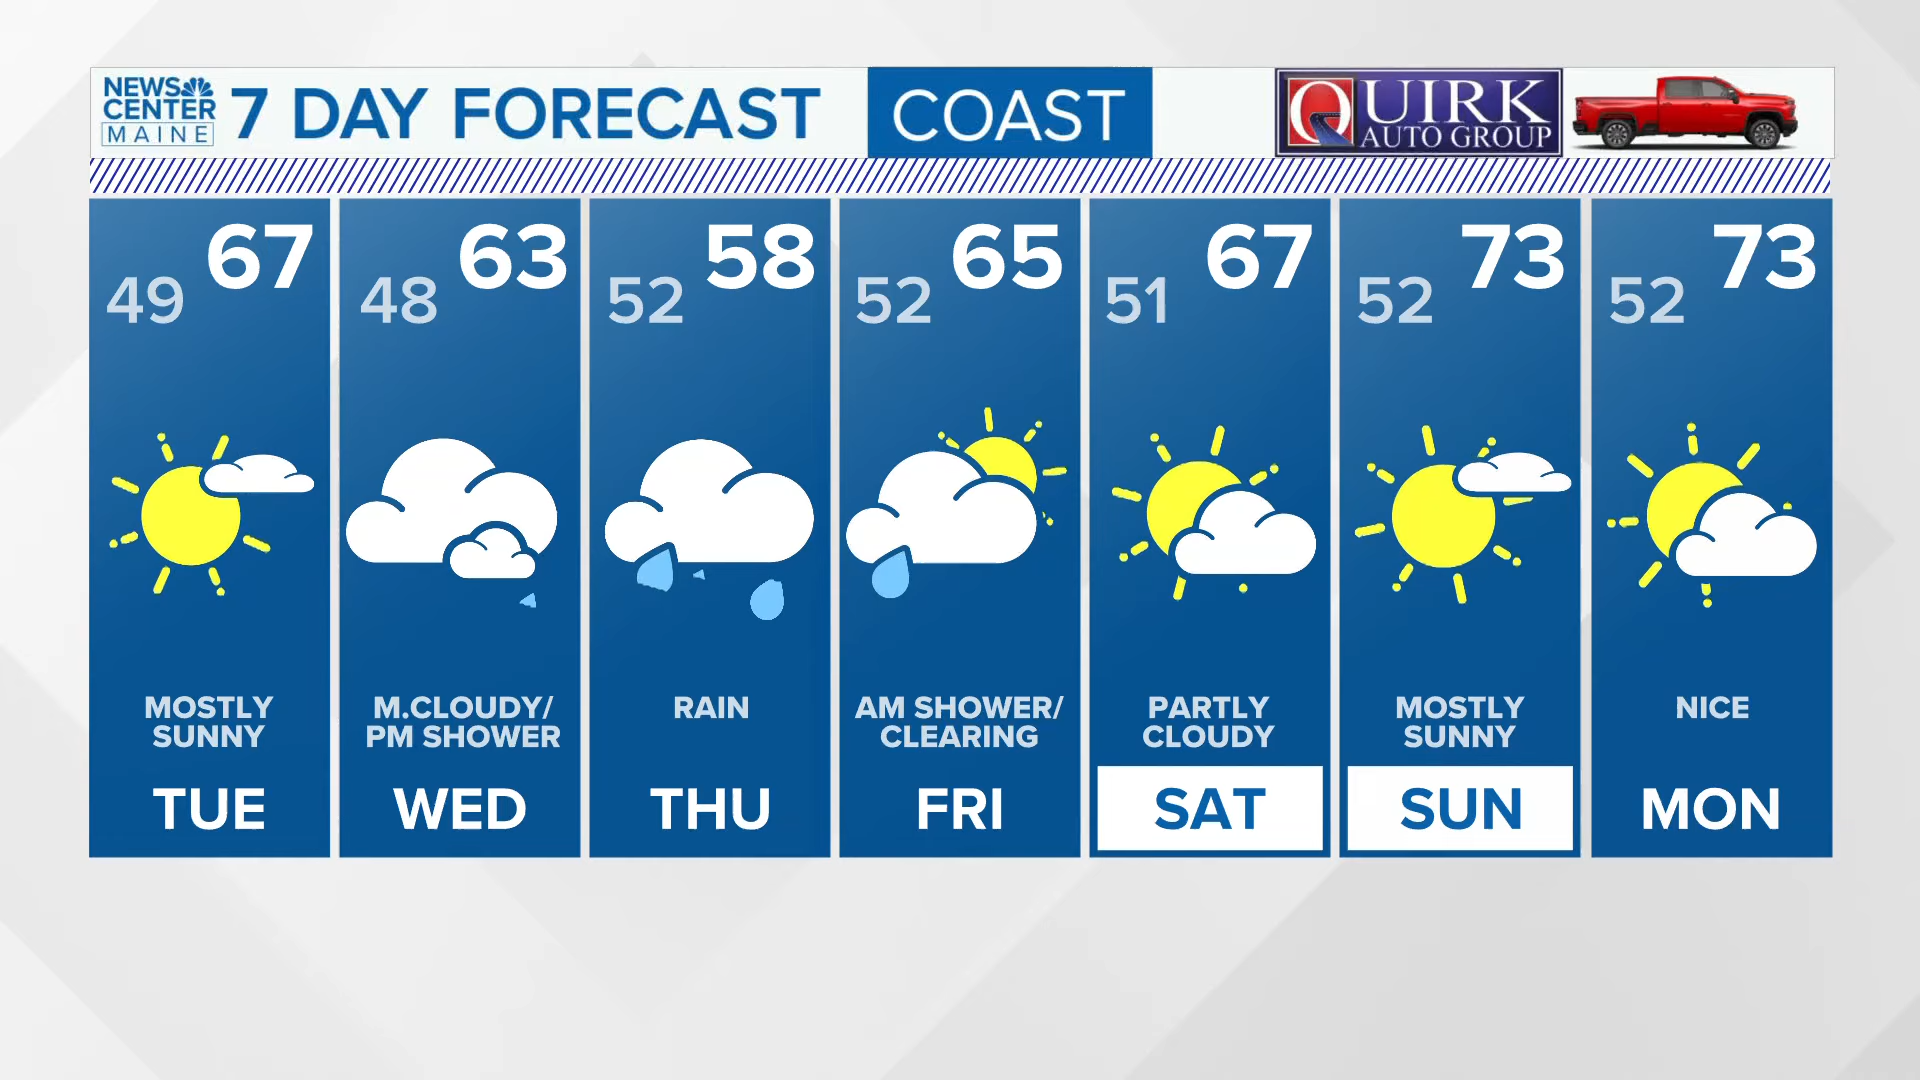 NEWS
CENTER
MAINE
7 DAY FORECAST
COAST
QUIRK
AUTO GROUP
49 67
48 63
52 58
52 65
51 67
52 73
52 73
MOSTLY
SUNNY
M.CLOUDY/
PM SHOWER
RAIN
AM SHOWER/
CLEARING
PARTLY
CLOUDY
MOSTLY
SUNNY
NICE
TUE
WED
THU
FRI
SAT
SUN
MON